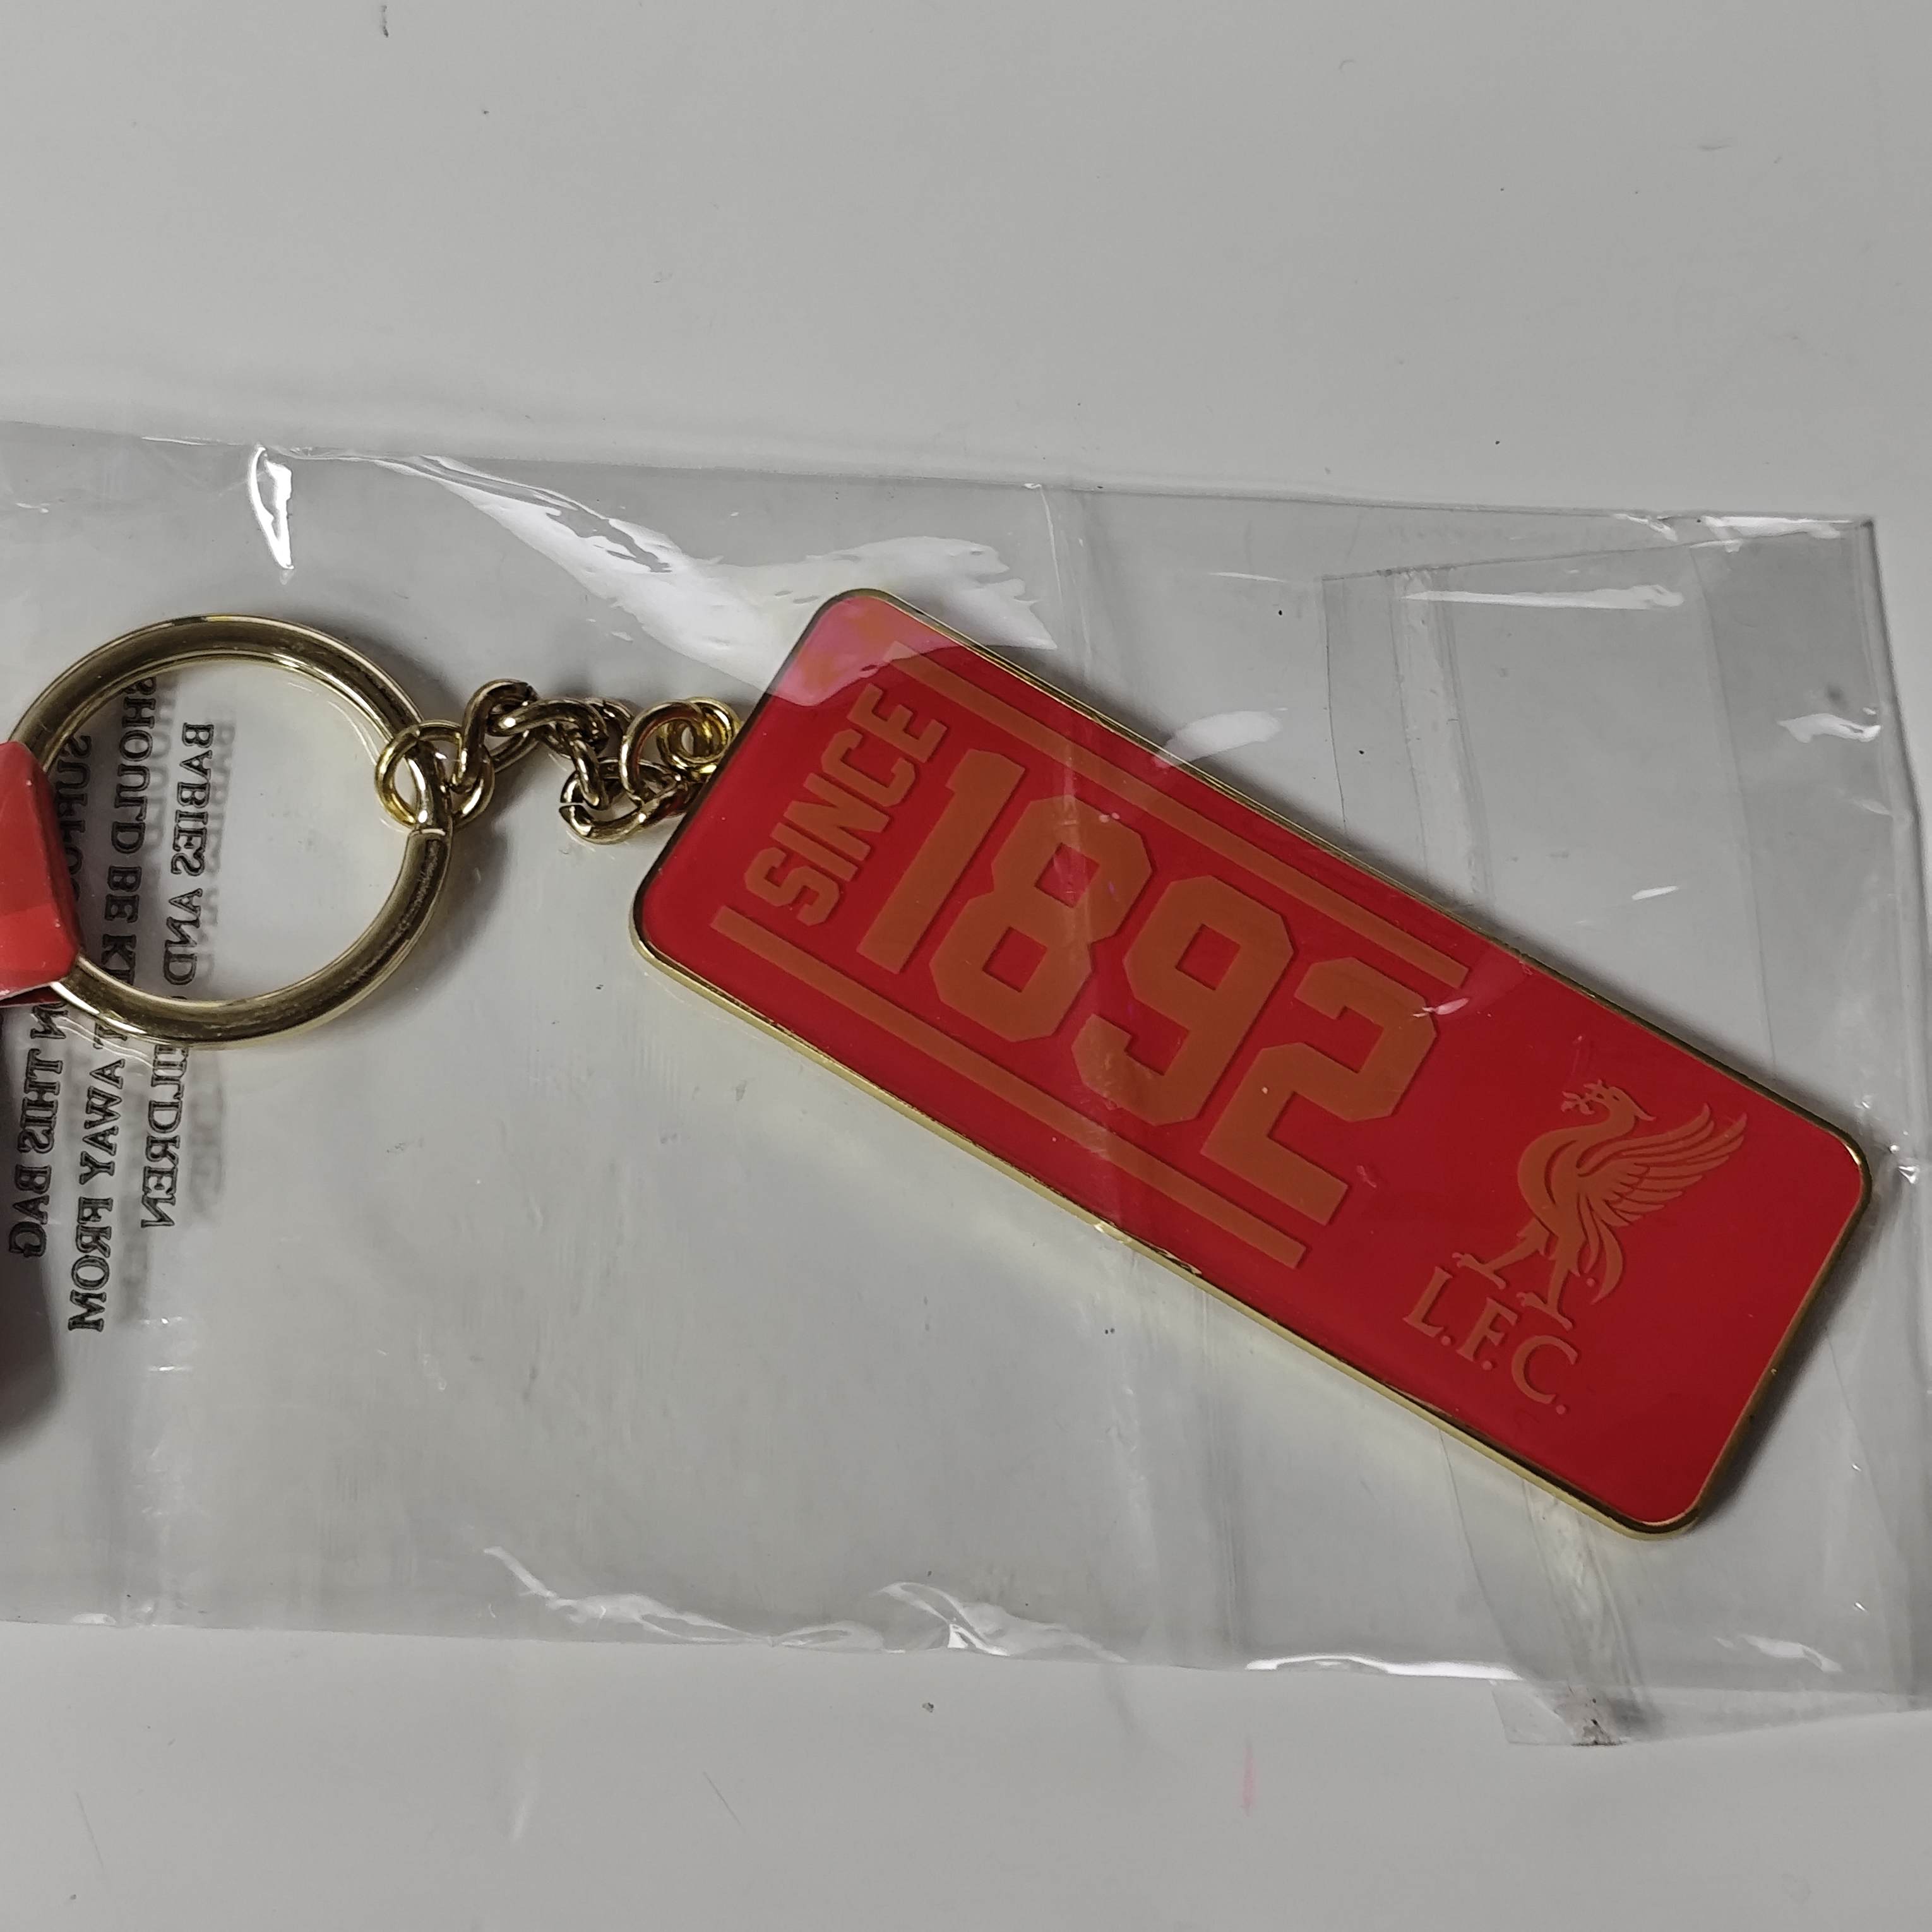 SINCE
1892
L.F.C.
BABIES AND CHILDREN
SHOULD BE KEPT AWAY FROM
THIS BAG